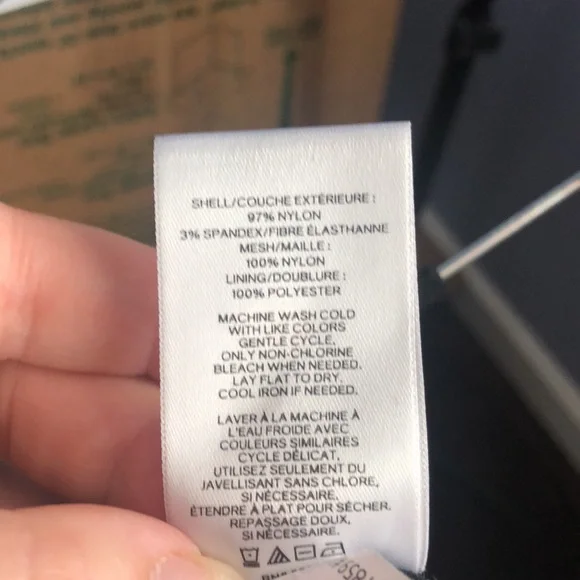 SHELL/COUCHE EXTÉRIEURE :
97% NYLON
3% SPANDEX/FIBRE ÉLASTHANNE
MESH/MAILLE :
100% NYLON
LINING/DOUBLURE :
100% POLYESTER
MACHINE WASH COLD
WITH LIKE COLORS
GENTLE CYCLE.
ONLY NON-CHLORINE
BLEACH WHEN NEEDED.
LAY FLAT TO DRY.
COOL IRON IF NEEDED.
LAVER À LA MACHINE À
L'EAU FROIDE AVEC
COULEURS SIMILAIRES
CYCLE DÉLICAT.
UTILISEZ SEULEMENT DU
JAVELLISANT SANS CHLORE,
SI NÉCESSAIRE.
ÉTENDRE À PLAT POUR SÉCHER.
REPASSAGE DOUX,
SI NÉCESSAIRE.